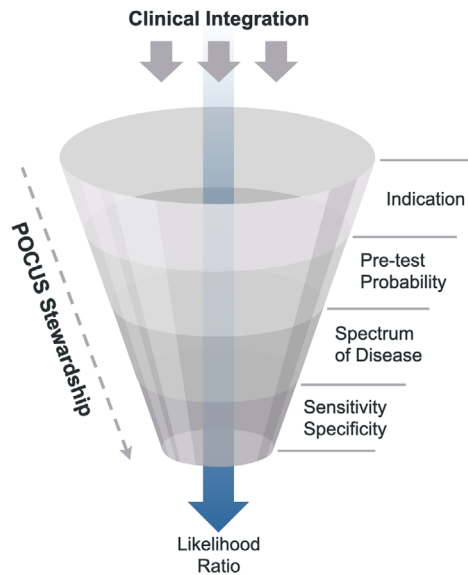 Clinical Integration
POCUS Stewardship
Indication
Pre-test
Probability
Spectrum
of Disease
Sensitivity
Specificity
Likelihood
Ratio